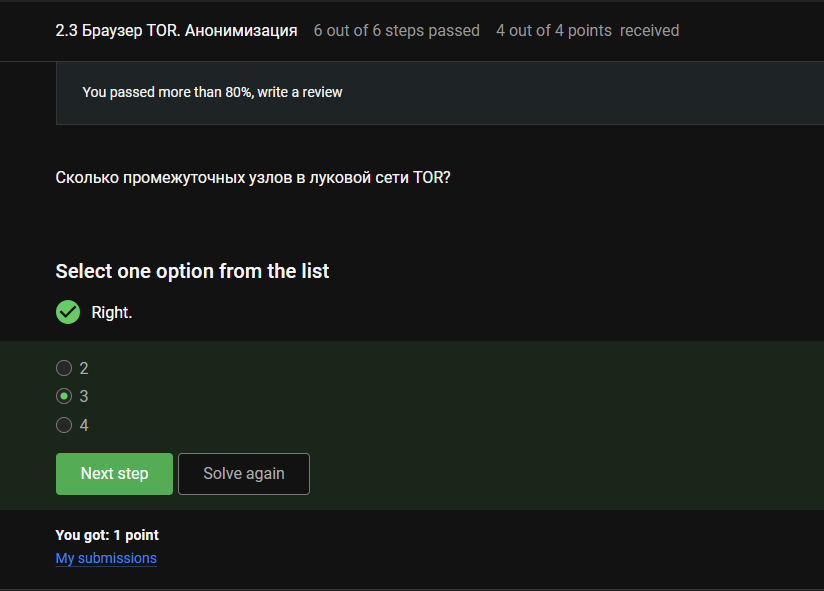 2.3 Браузер TOR. Анонимизация 6 out of 6 steps passed 4 out of 4 points received
You passed more than 80%, write a review
Сколько промежуточных узлов в луковой сети TOR?
Select one option from the list
Right.
2
3
4
Next step Solve again
You got: 1 point
My submissions